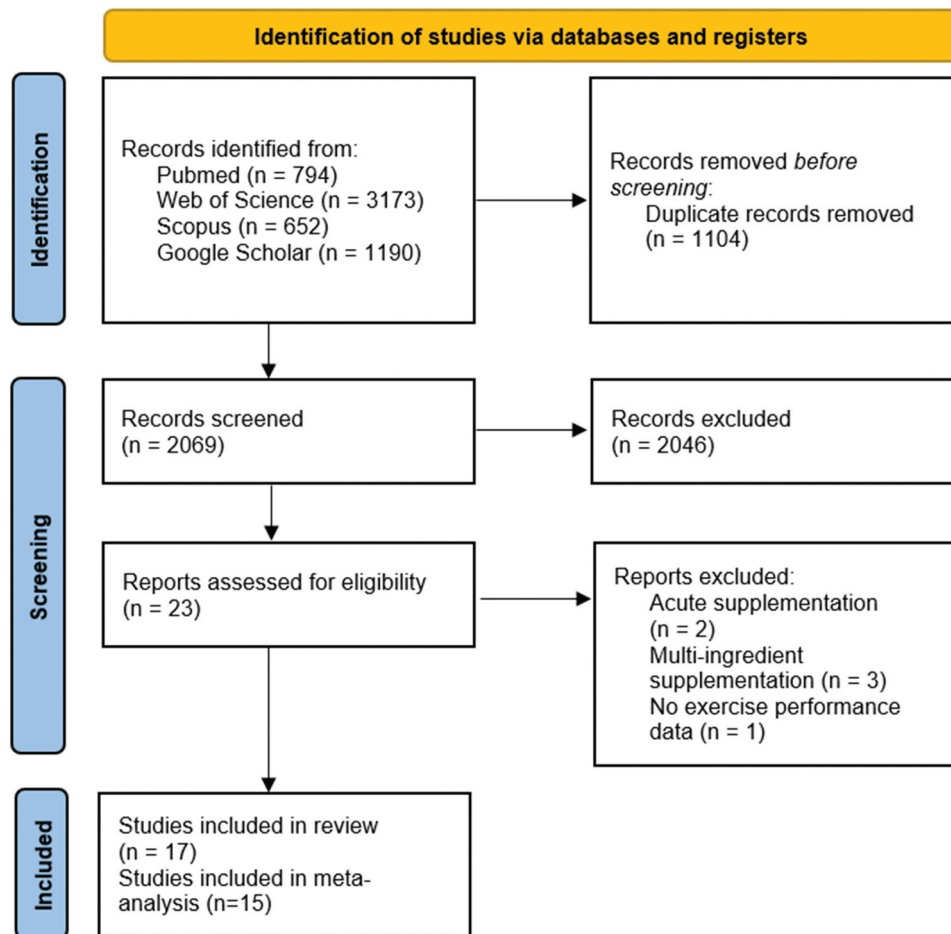 Identification of studies via databases and registers
Identification
Records identified from:
Pubmed (n = 794)
Web of Science (n = 3173)
Scopus (n = 652)
Google Scholar (n = 1190)
Records removed before
screening:
Duplicate records removed
(n = 1104)
Screening
Records screened
(n = 2069)
Records excluded
(n = 2046)
Reports assessed for eligibility
(n = 23)
Reports excluded:
Acute supplementation
(n = 2)
Multi-ingredient
supplementation (n = 3)
No exercise performance
data (n = 1)
Included
Studies included in review
(n = 17)
Studies included in meta-
analysis (n=15)